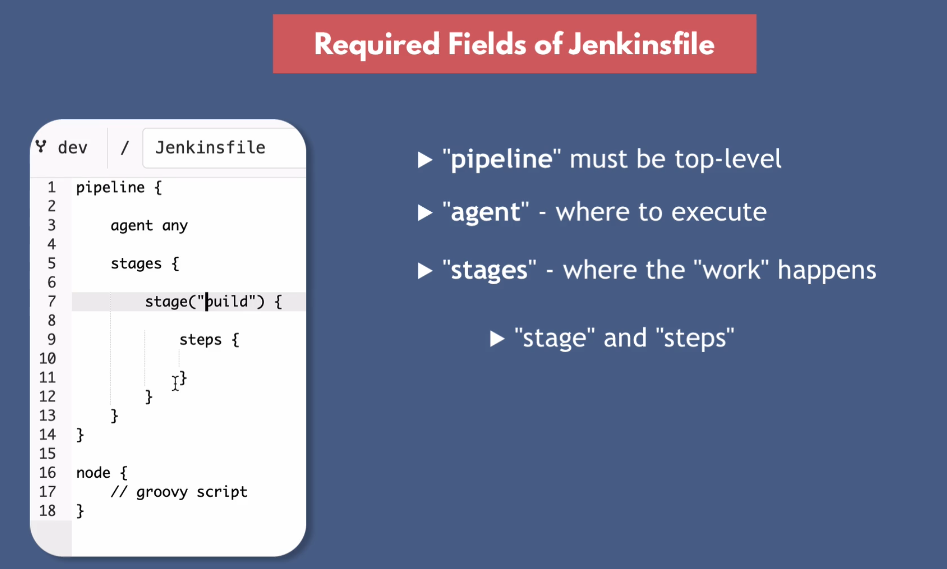 Required Fields of Jenkinsfile
dev / Jenkinsfile
1 pipeline {
2
3 agent any
4
5 stages {
6
7 stage("build") {
8
9 steps {
10
11 }
12 }
13 }
14 }
15
16 node {
17 // groovy script
18 }
"pipeline" must be top-level
"agent" - where to execute
"stages" - where the "work" happens
"stage" and "steps"